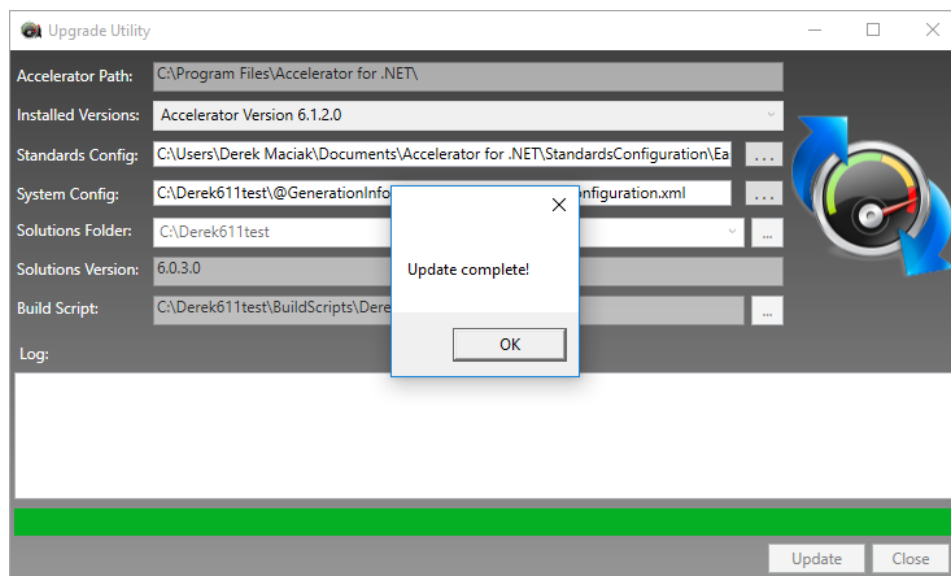 Upgrade Utility
Accelerator Path: C:\Program Files\Accelerator for .NET\
Installed Versions: Accelerator Version 6.1.2.0
Standards Config: C:\Users\Derek Maciak\Documents\Accelerator for .NET\StandardsConfiguration\Ea ...
System Config: C:\Derek611test\@GenerationInfo onfiguration.xml ...
Solutions Folder: C:\Derek611test ...
Solutions Version: 6.0.3.0
Build Script: C:\Derek611test\BuildScripts\Dere ...
Update complete!
OK
Log:
Update Close